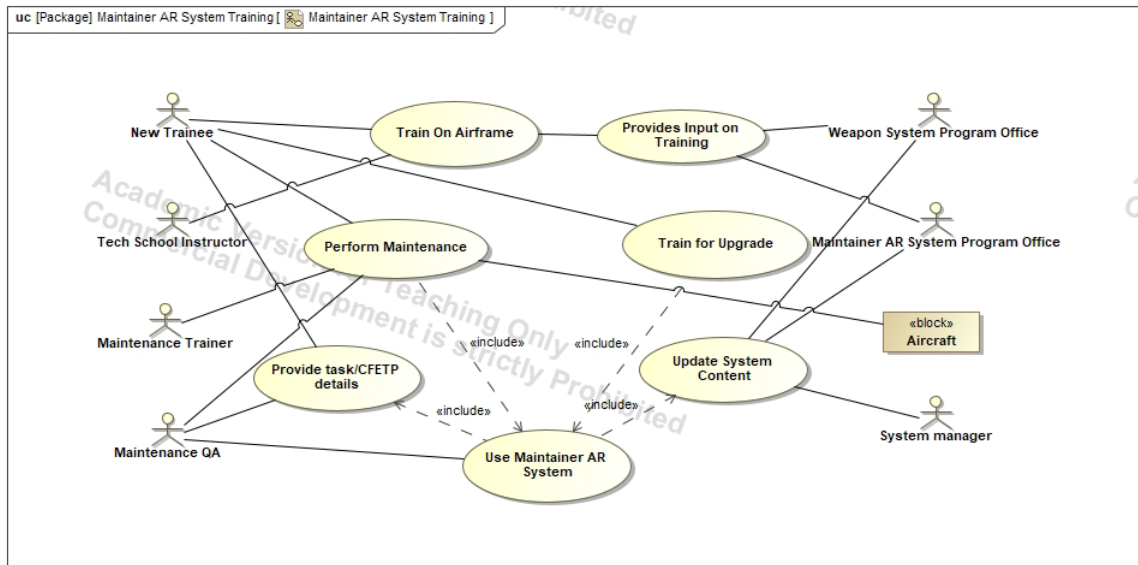 uc [Package] Maintainer AR System Training [ Maintainer AR System Training ]
New Trainee
Train On Airframe
Provides Input on
Training
Weapon System Program Office
Tech School Instructor
Perform Maintenance
Train for Upgrade
Maintainer AR System Program Office
«block»
Aircraft
Maintenance Trainer
«include»
«include»
Provide task/CFETP
details
Update System
Content
«include»
«include»
Maintenance QA
Use Maintainer AR
System
System manager
Academic Version for Teaching Only
Commercial Development is strictly Prohibited